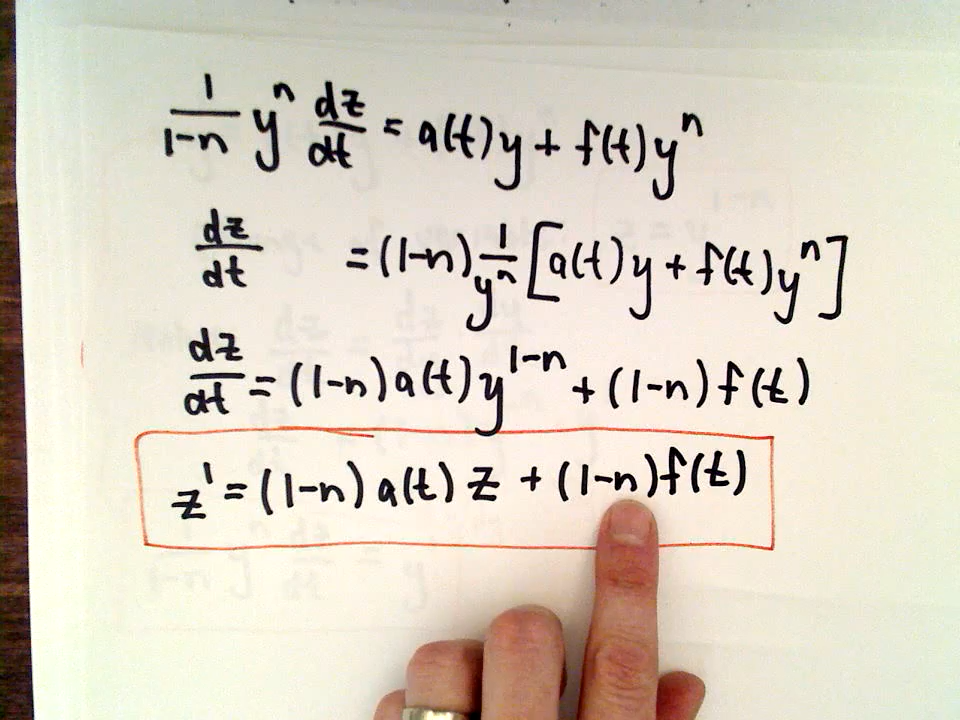 1/(1-n) y^n dz/dt = a(t)y + f(t)y^n
dz/dt = (1-n) 1/y^n [a(t)y + f(t)y^n]
dz/dt = (1-n)a(t)y^(1-n) + (1-n)f(t)
z' = (1-n)a(t)z + (1-n)f(t)